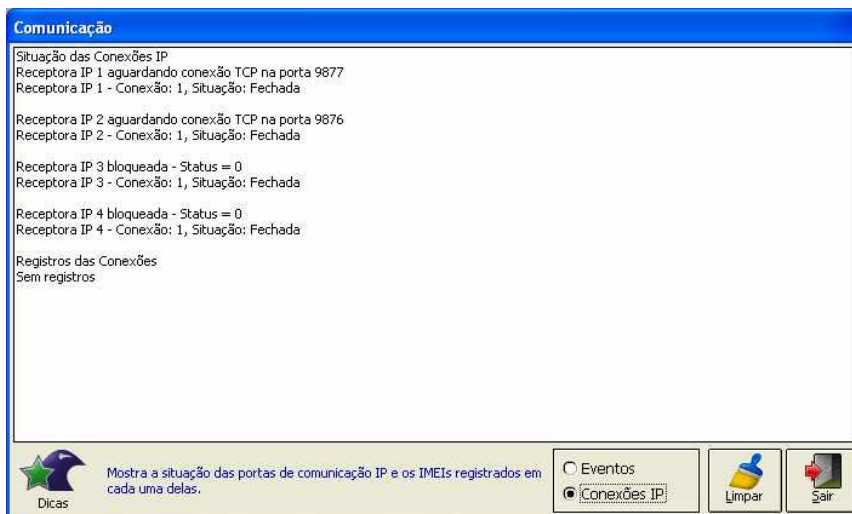 Comunicação
Situação das Conexões IP
Receptora IP 1 aguardando conexão TCP na porta 9877
Receptora IP 1 - Conexão: 1, Situação: Fechada
Receptora IP 2 aguardando conexão TCP na porta 9876
Receptora IP 2 - Conexão: 1, Situação: Fechada
Receptora IP 3 bloqueada - Status = 0
Receptora IP 3 - Conexão: 1, Situação: Fechada
Receptora IP 4 bloqueada - Status = 0
Receptora IP 4 - Conexão: 1, Situação: Fechada
Registros das Conexões
Sem registros
Dicas
Mostra a situação das portas de comunicação IP e os IMEIs registrados em
cada uma delas.
Eventos
Conexões IP
Limpar
Sair